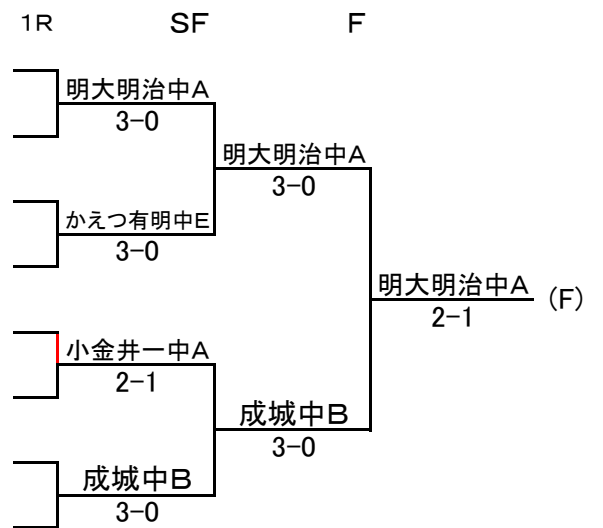 1R SF F
明大明治中A
3-0
明大明治中A
3-0
かえつ有明中E
3-0
明大明治中A (F)
2-1
小金井一中A
2-1
成城中B
3-0
成城中B
3-0